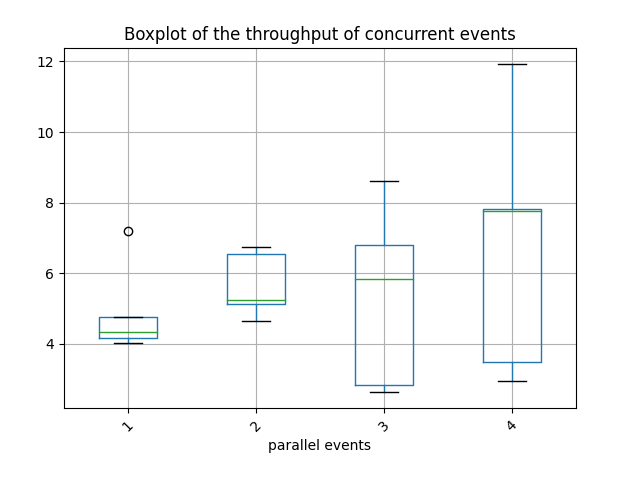 Boxplot of the throughput of concurrent events
12
10
8
6
4
1 2 3 4
parallel events